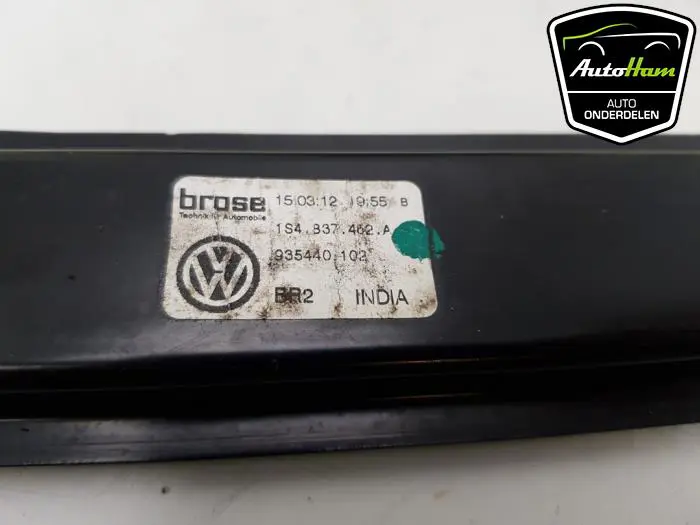 AutoHam
AUTO
ONDERDELEN
brose
Technik für Automobile
15.03.12 19:55 B
1S4.837.462.A
935440.102
BR2 INDIA